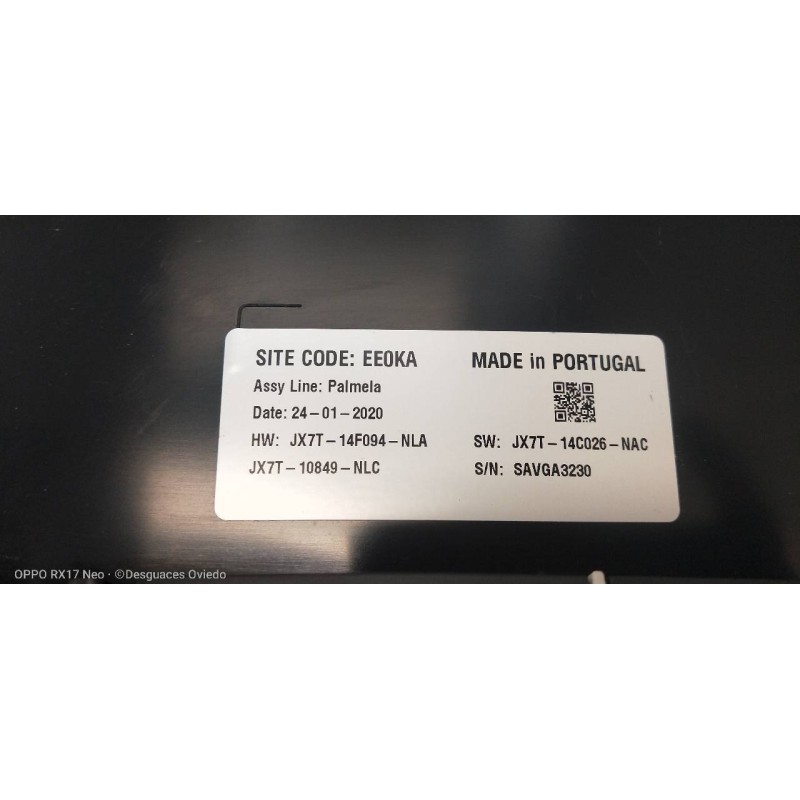 SITE CODE: EE0KA
MADE in PORTUGAL
Assy Line: Palmela
Date: 24-01-2020
HW: JX7T-14F094-NLA
SW: JX7T-14C026-NAC
JX7T-10849-NLC
S/N: SAVGA3230
OPPO RX17 Neo · ©Desguaces Oviedo